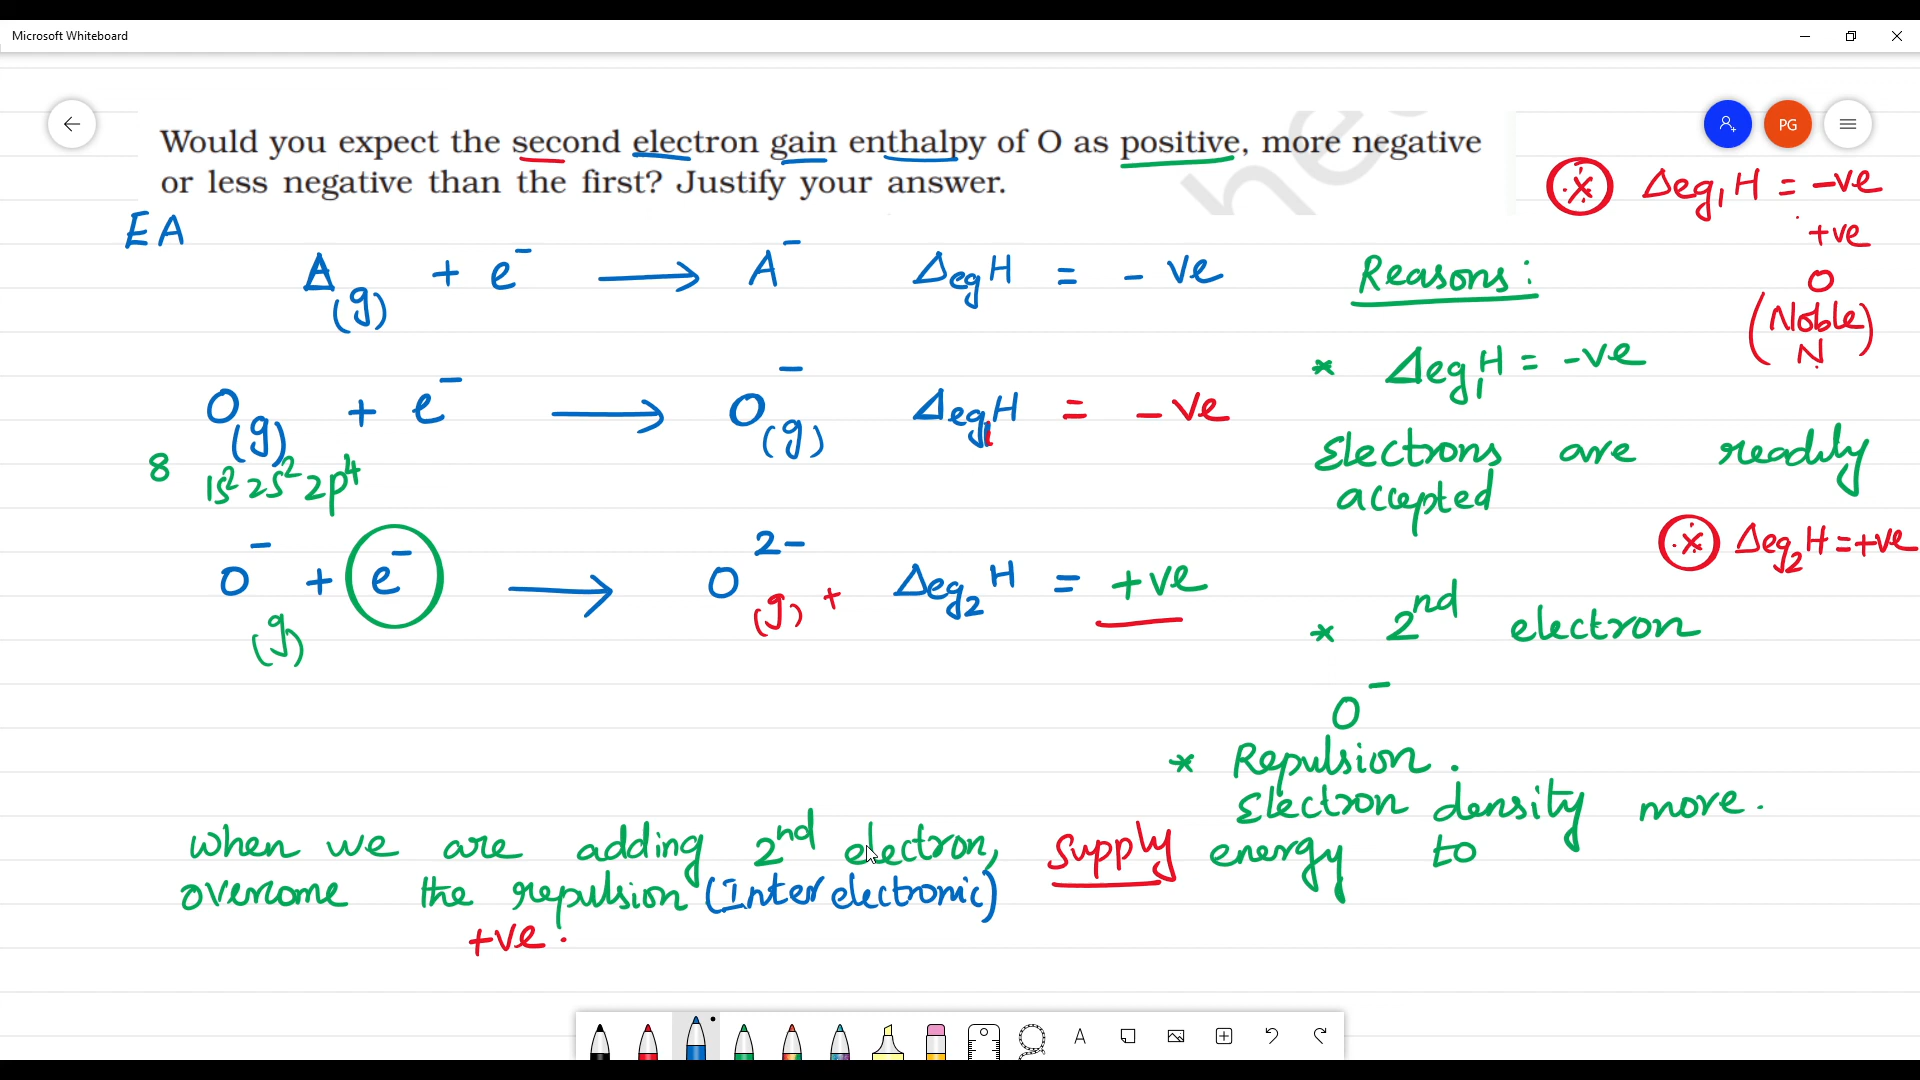 Microsoft Whiteboard
Would you expect the second electron gain enthalpy of O as positive, more negative
or less negative than the first? Justify your answer.
PG
EA
A(g) + e⁻ ⟶ A⁻ ΔegH = - ve
O(g) + e⁻ ⟶ O⁻(g) Δeg₁H = - ve
8 1s² 2s² 2p⁴
O⁻(g) + e⁻ ⟶ O²⁻(g) + Δeg₂H = +ve
Δeg₁H = -ve
+ve
O
(Noble)
N
Reasons:
* Δeg₁H = -ve
Electrons are readily
accepted
Δeg₂H = +ve
* 2nd electron
O⁻
* Repulsion.
Electron density more.
when we are adding 2nd electron, supply energy to
overcome the repulsion (Inter electronic)
+ve.
A